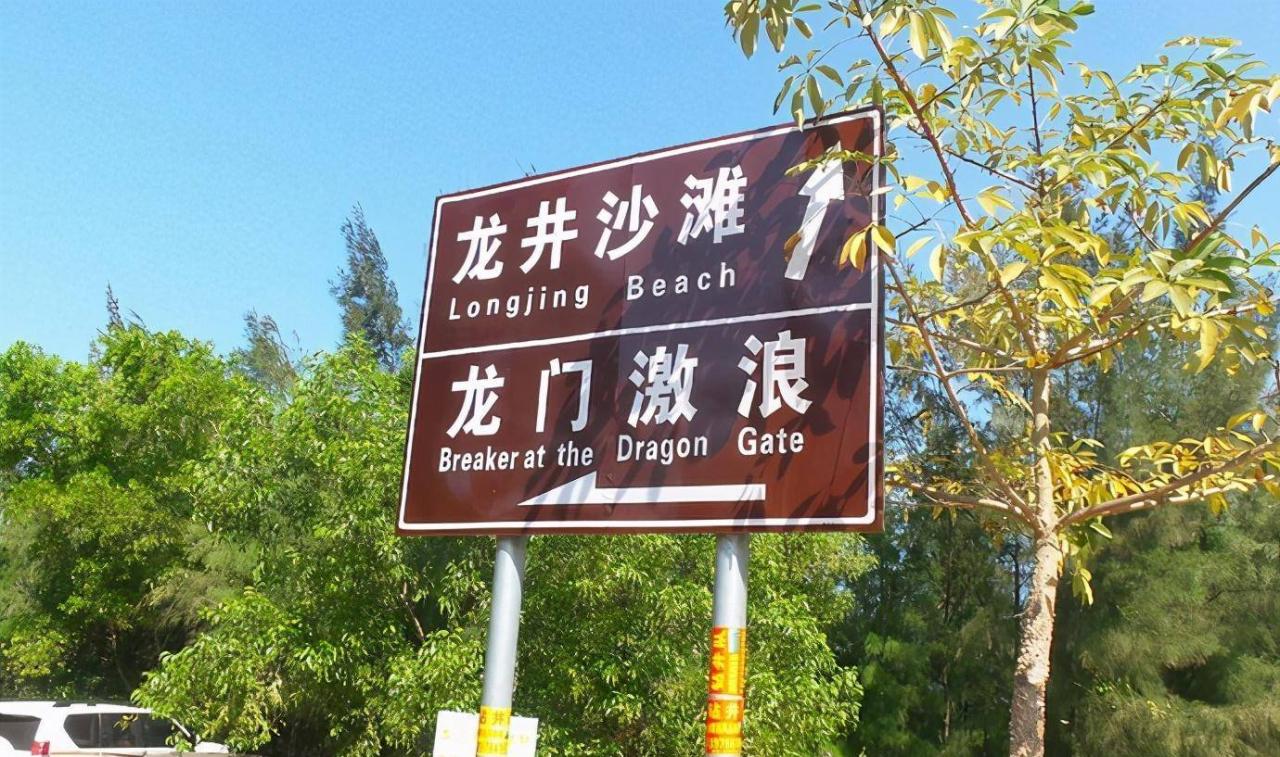 龙井沙滩
Longjing Beach
龙门激浪
Breaker at the Dragon Gate